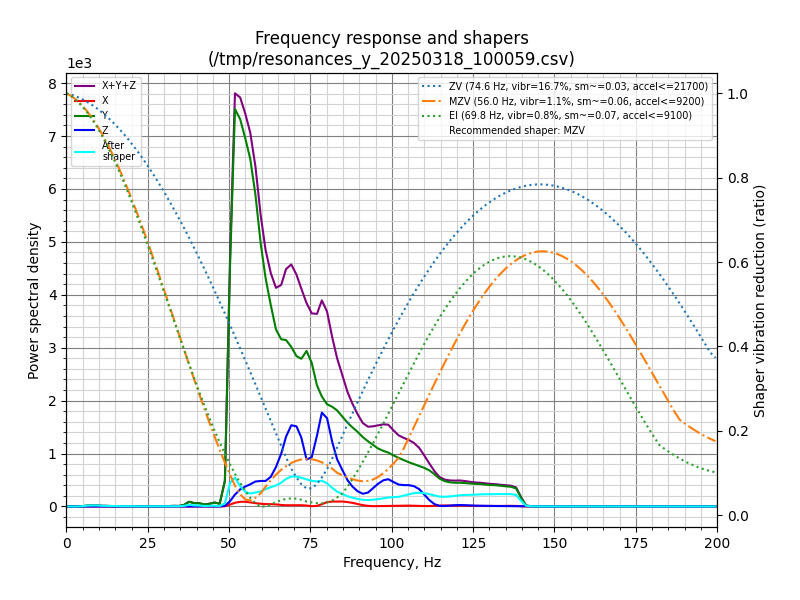 Frequency response and shapers
(/tmp/resonances_y_20250318_100059.csv)
1e3
X+Y+Z
X
Y
Z
After
shaper
ZV (74.6 Hz, vibr=16.7%, sm~=0.03, accel<=21700)
MZV (56.0 Hz, vibr=1.1%, sm~=0.06, accel<=9200)
EI (69.8 Hz, vibr=0.8%, sm~=0.07, accel<=9100)
Recommended shaper: MZV
8
7
6
5
4
3
2
1
0
Power spectral density
1.0
0.8
0.6
0.4
0.2
0.0
Shaper vibration reduction (ratio)
0
25
50
75
100
125
150
175
200
Frequency, Hz